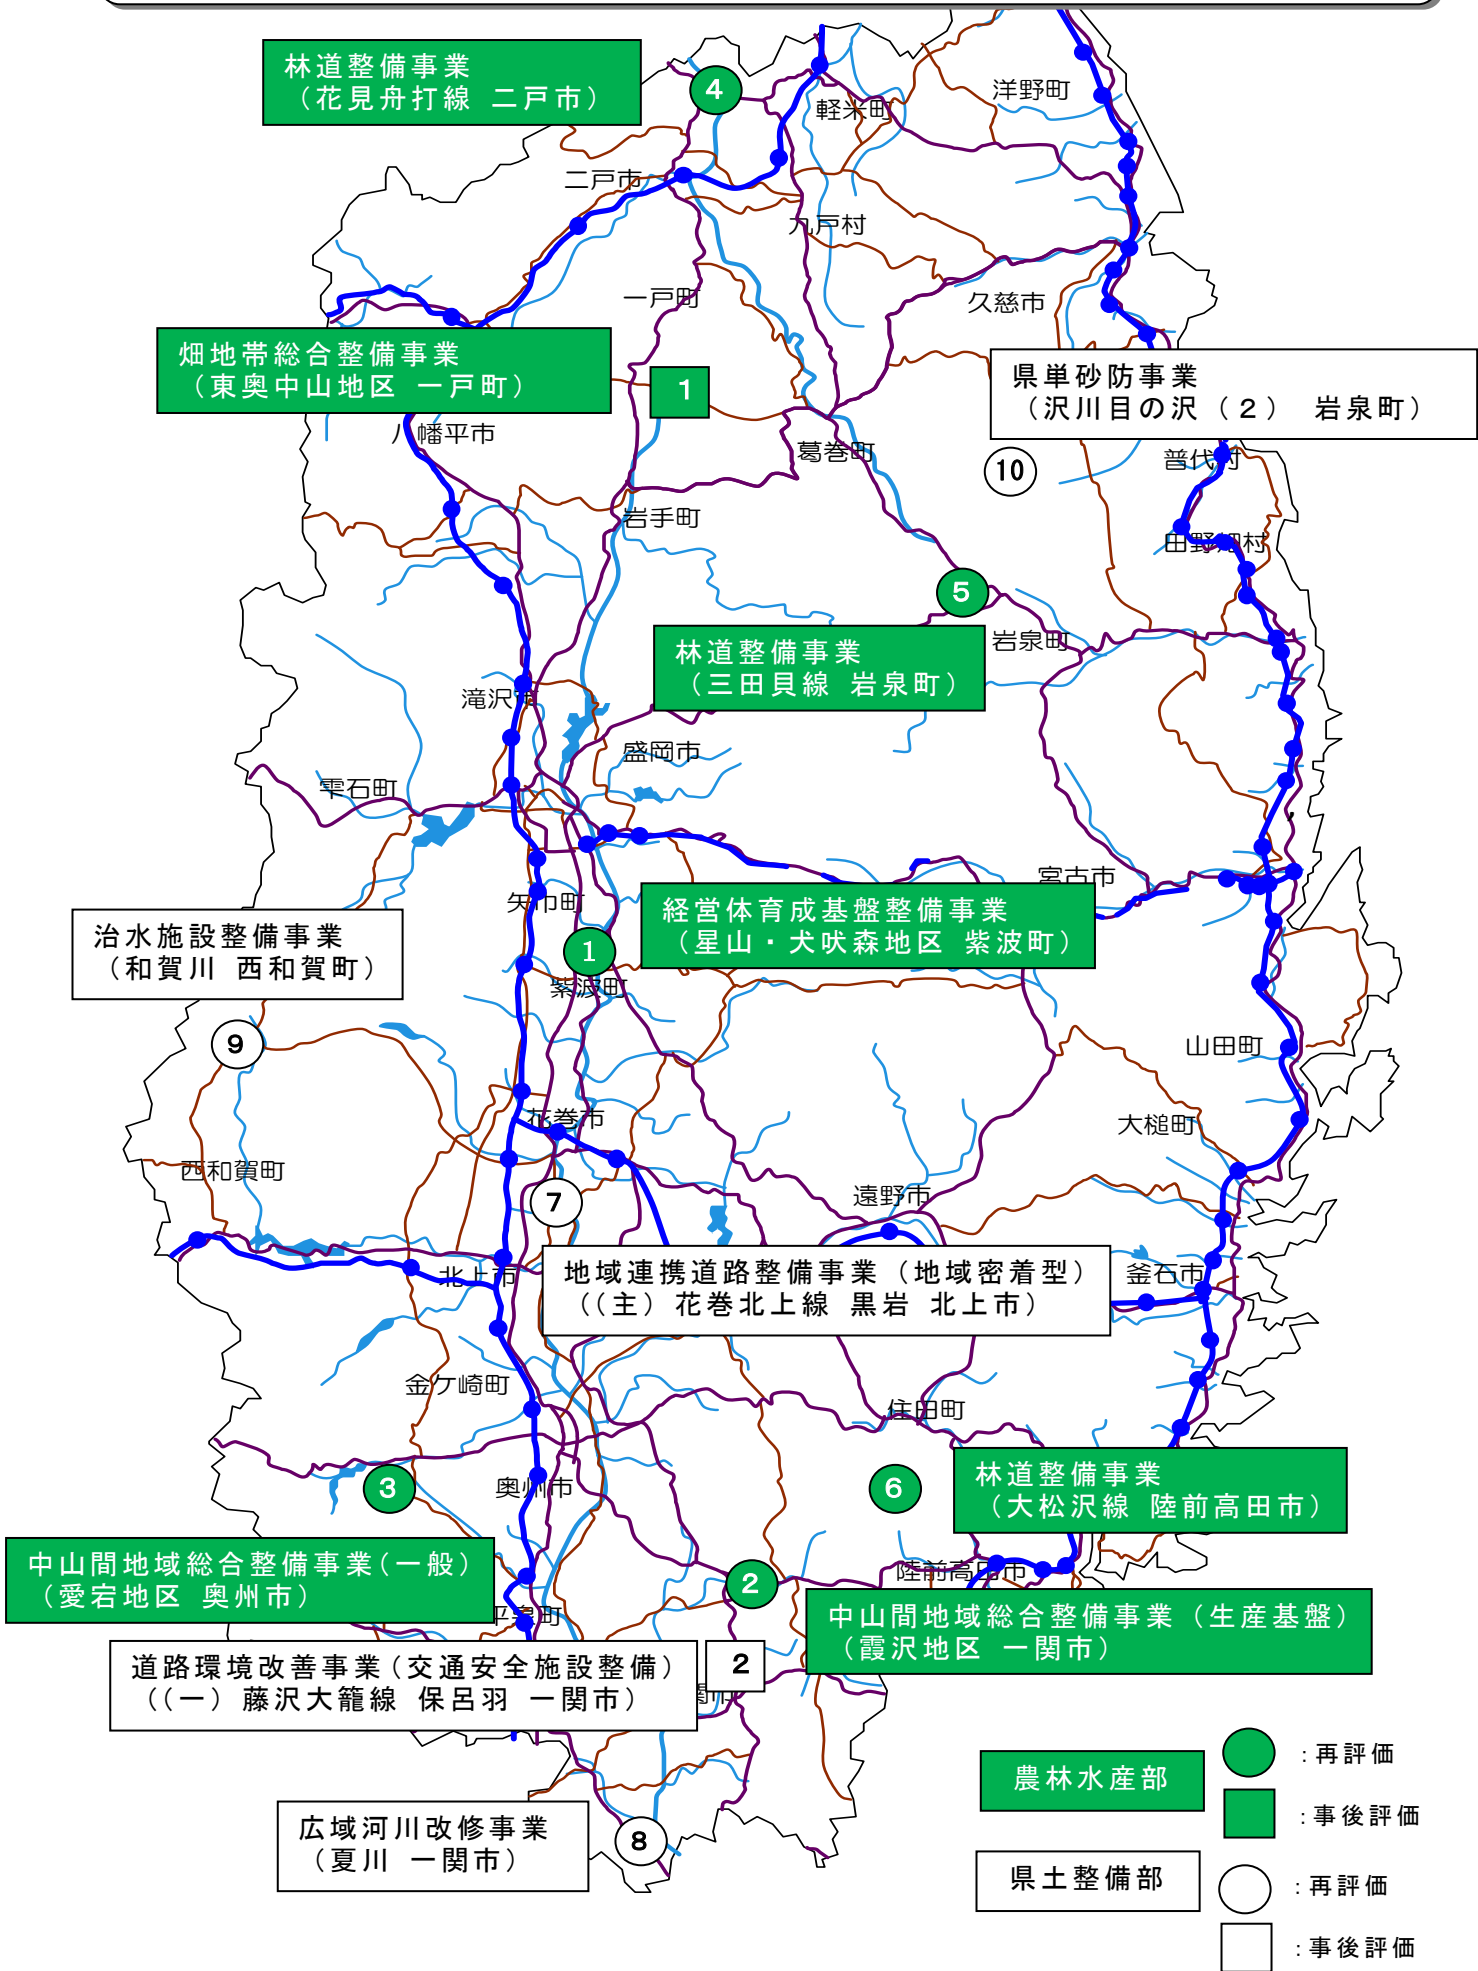 林道整備事業
（花見舟打線 二戸市）
4
軽米町
洋野町
二戸市
九戸村
一戸町
久慈市
畑地帯総合整備事業
（東奥中山地区 一戸町）
1
県単砂防事業
（沢川目の沢（２） 岩泉町）
八幡平市
葛巻町
10
普代村
岩手町
田野畑村
5
岩泉町
林道整備事業
（三田貝線 岩泉町）
滝沢市
盛岡市
雫石町
宮古市
矢巾町
経営体育成基盤整備事業
（星山・犬吠森地区 紫波町）
治水施設整備事業
（和賀川 西和賀町）
1
紫波町
9
山田町
花巻市
大槌町
西和賀町
7
遠野市
地域連携道路整備事業（地域密着型）
（（主）花巻北上線 黒岩 北上市）
北上市
釜石市
金ケ崎町
住田町
林道整備事業
（大松沢線 陸前高田市）
3
奥州市
6
中山間地域総合整備事業（一般）
（愛宕地区 奥州市）
2
陸前高田市
中山間地域総合整備事業（生産基盤）
（霞沢地区 一関市）
平泉町
道路環境改善事業（交通安全施設整備）
（（一）藤沢大籠線 保呂羽 一関市）
2
関市
農林水産部
：再評価
：事後評価
広域河川改修事業
（夏川 一関市）
8
県土整備部
：再評価
：事後評価